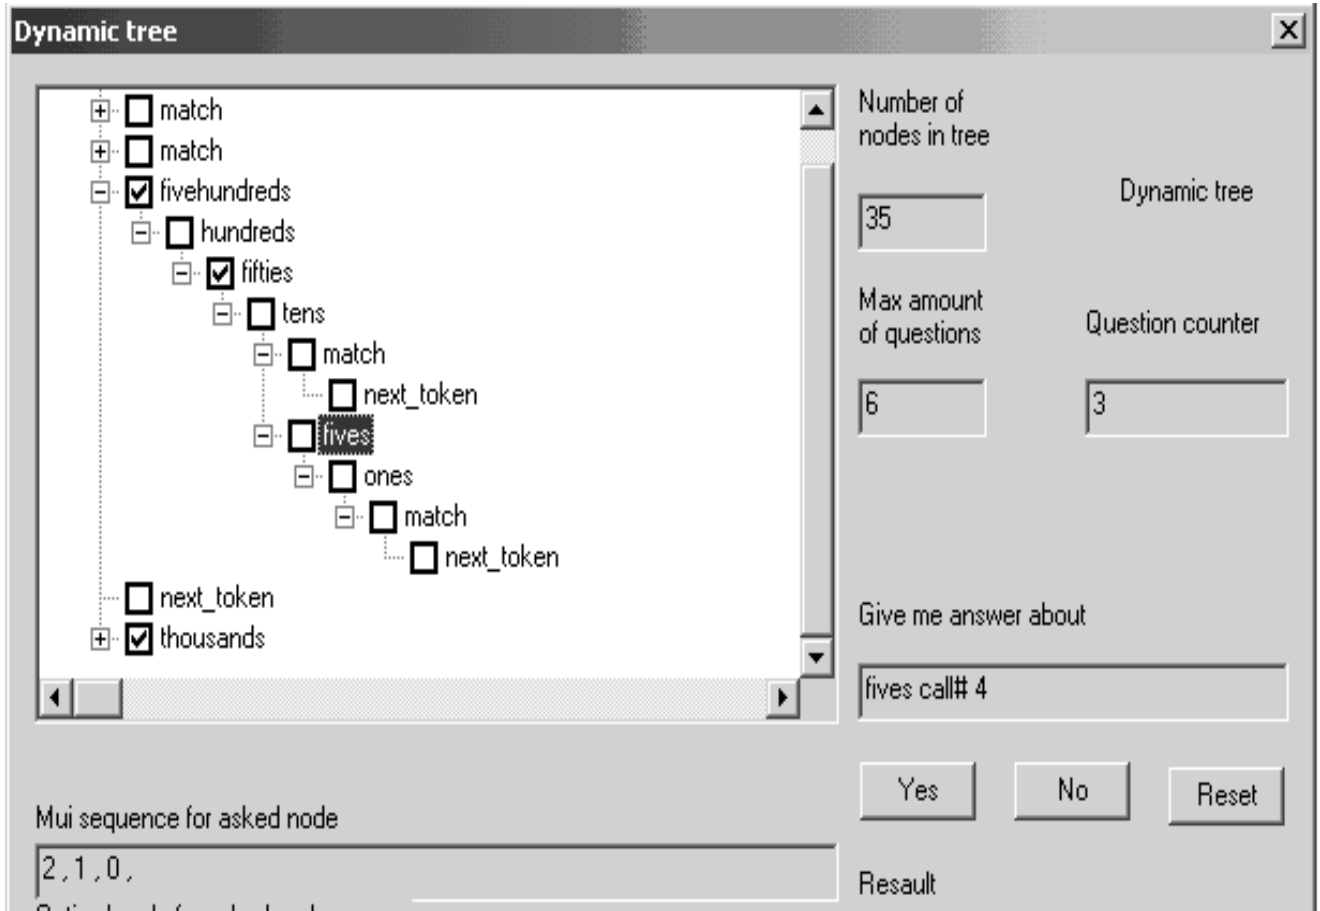 Dynamic tree
match
match
fivehundreds
hundreds
fifties
tens
match
next_token
fives
ones
match
next_token
next_token
thousands
Number of
nodes in tree
35
Dynamic tree
Max amount
of questions
6
Question counter
3
Give me answer about
fives call# 4
Yes
No
Reset
Mui sequence for asked node
2 , 1 , 0 ,
Resault